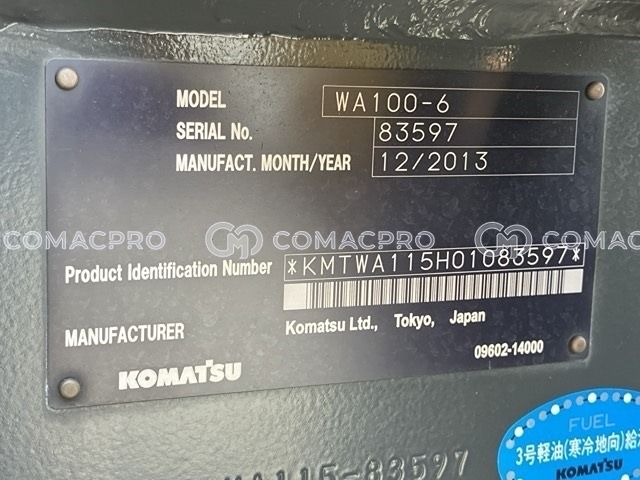 MODEL WA100-6
SERIAL No. 83597
MANUFACT. MONTH/YEAR 12/2013
COMACPRO COMACPRO COMACPRO
Product Identification Number *KMTWA115H01083597*
MANUFACTURER Komatsu Ltd., Tokyo, Japan
09602-14000
KOMATSU
FUEL
3号軽油(寒冷地向)給
KOMATSU
WA115-83597